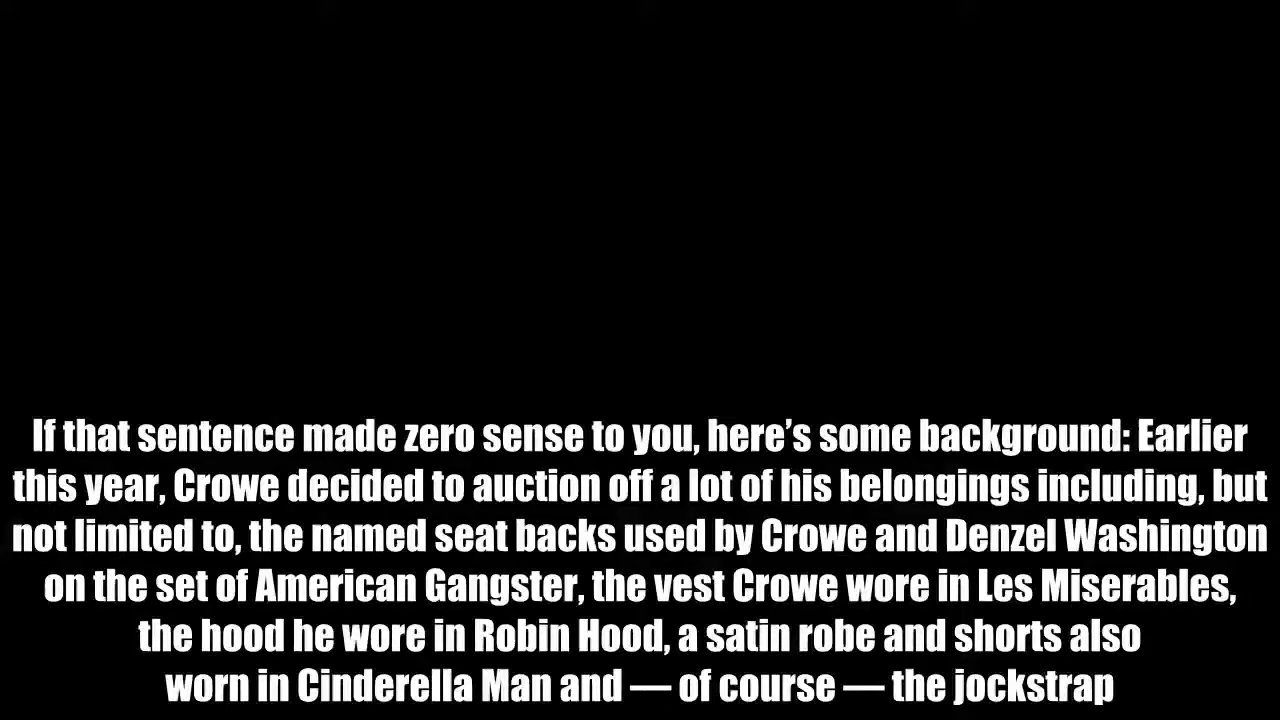 If that sentence made zero sense to you, here’s some background: Earlier
this year, Crowe decided to auction off a lot of his belongings including, but
not limited to, the named seat backs used by Crowe and Denzel Washington
on the set of American Gangster, the vest Crowe wore in Les Miserables,
the hood he wore in Robin Hood, a satin robe and shorts also
worn in Cinderella Man and — of course — the jockstrap